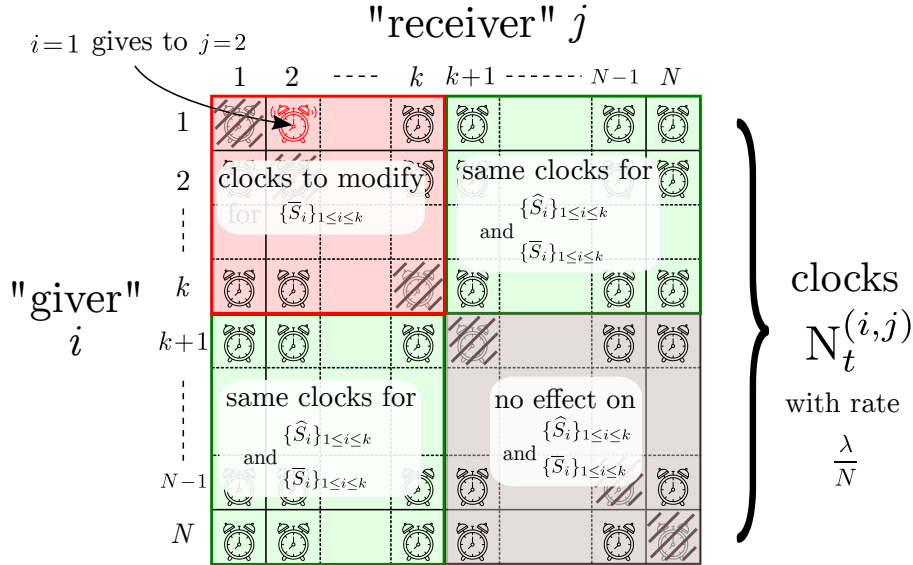 "receiver" j
i=1 gives to j=2
1 2 ---- k k+1 ------- N−1 N
1
2
k
k+1
N−1
N
"giver"
i
clocks to modify
for
{S̅_i}_{1≤i≤k}
same clocks for
{Ŝ_i}_{1≤i≤k}
and
{S̅_i}_{1≤i≤k}
same clocks for
{Ŝ_i}_{1≤i≤k}
and
{S̅_i}_{1≤i≤k}
no effect on
{Ŝ_i}_{1≤i≤k}
and
{S̅_i}_{1≤i≤k}
clocks
N_t^{(i,j)}
with rate
λ/N